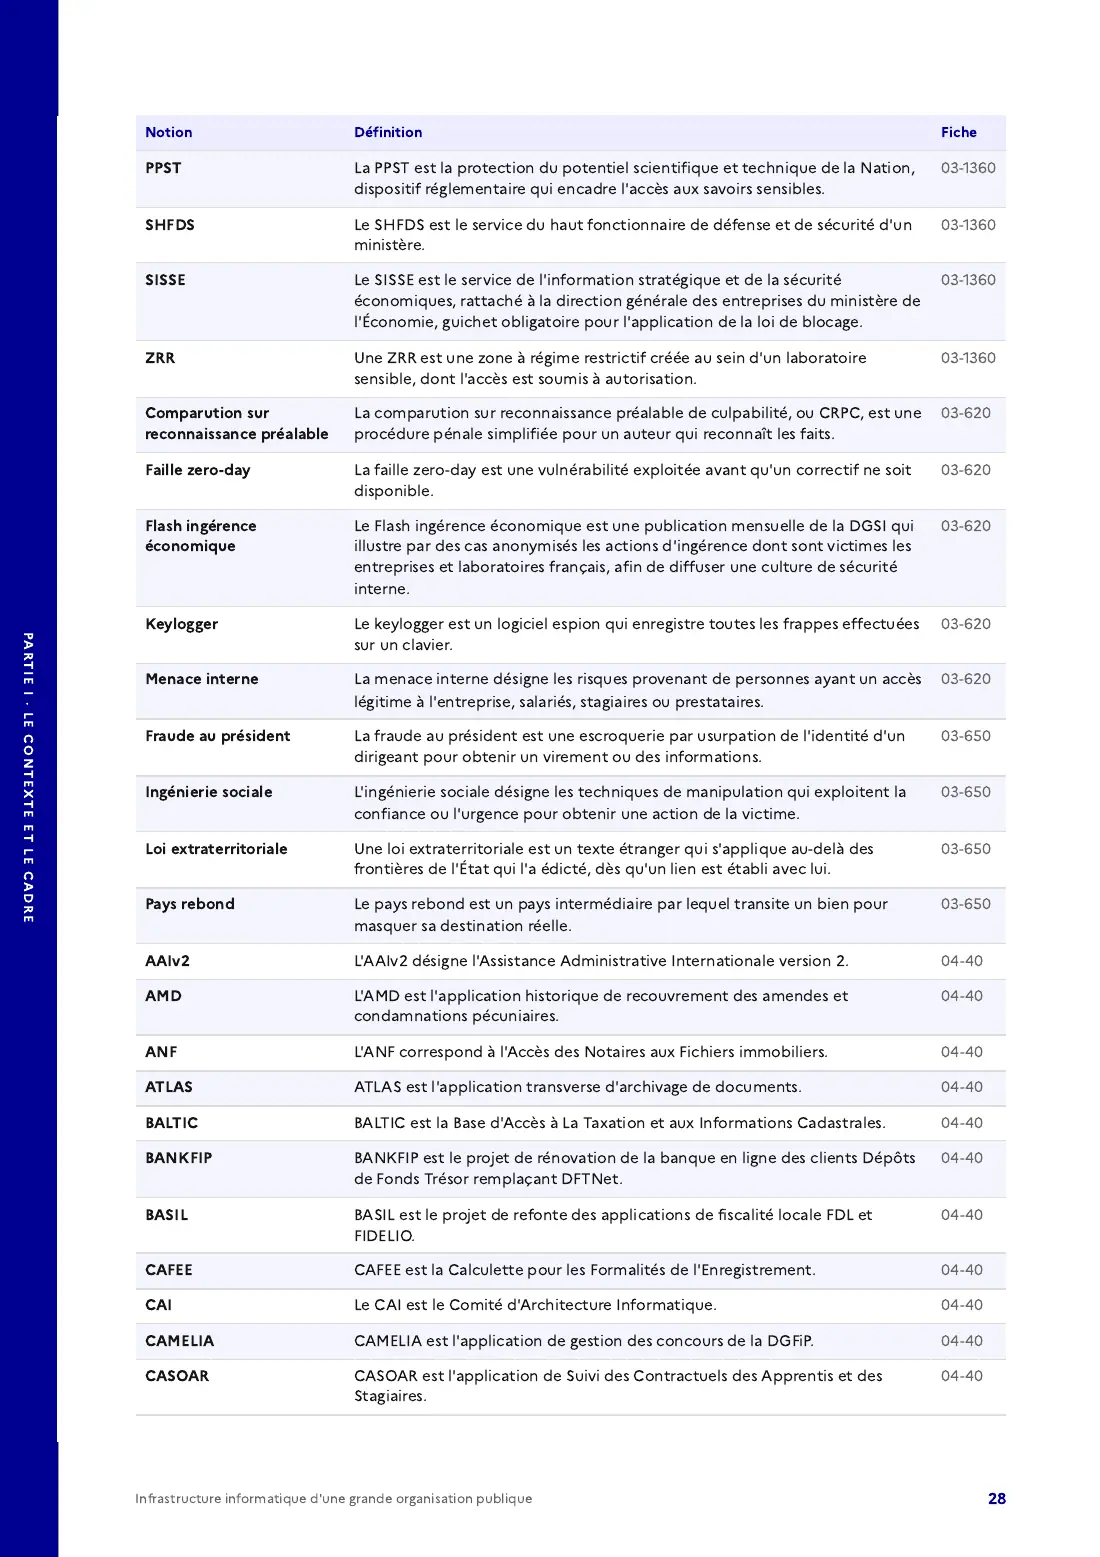 Notion Définition Fiche
PPST La PPST est la protection du potentiel scientifique et technique de la Nation, 03-1360
dispositif réglementaire qui encadre l'accès aux savoirs sensibles.
SHFDS Le SHFDS est le service du haut fonctionnaire de défense et de sécurité d'un 03-1360
ministère.
SISSE Le SISSE est le service de l'information stratégique et de la sécurité 03-1360
économiques, rattaché à la direction générale des entreprises du ministère de
l'Économie, guichet obligatoire pour l'application de la loi de blocage.
ZRR Une ZRR est une zone à régime restrictif créée au sein d'un laboratoire 03-1360
sensible, dont l'accès est soumis à autorisation.
Comparution sur La comparution sur reconnaissance préalable de culpabilité, ou CRPC, est une 03-620
reconnaissance préalable procédure pénale simplifiée pour un auteur qui reconnaît les faits.
Faille zero-day La faille zero-day est une vulnérabilité exploitée avant qu'un correctif ne soit 03-620
disponible.
Flash ingérence Le Flash ingérence économique est une publication mensuelle de la DGSI qui 03-620
économique illustre par des cas anonymisés les actions d'ingérence dont sont victimes les
entreprises et laboratoires français, afin de diffuser une culture de sécurité
interne.
Keylogger Le keylogger est un logiciel espion qui enregistre toutes les frappes effectuées 03-620
sur un clavier.
Menace interne La menace interne désigne les risques provenant de personnes ayant un accès 03-620
légitime à l'entreprise, salariés, stagiaires ou prestataires.
Fraude au président La fraude au président est une escroquerie par usurpation de l'identité d'un 03-650
dirigeant pour obtenir un virement ou des informations.
Ingénierie sociale L'ingénierie sociale désigne les techniques de manipulation qui exploitent la 03-650
confiance ou l'urgence pour obtenir une action de la victime.
Loi extraterritoriale Une loi extraterritoriale est un texte étranger qui s'applique au-delà des 03-650
frontières de l'État qui l'a édicté, dès qu'un lien est établi avec lui.
Pays rebond Le pays rebond est un pays intermédiaire par lequel transite un bien pour 03-650
masquer sa destination réelle.
AAIv2 L'AAIv2 désigne l'Assistance Administrative Internationale version 2. 04-40
AMD L'AMD est l'application historique de recouvrement des amendes et 04-40
condamnations pécuniaires.
ANF L'ANF correspond à l'Accès des Notaires aux Fichiers immobiliers. 04-40
ATLAS ATLAS est l'application transverse d'archivage de documents. 04-40
BALTIC BALTIC est la Base d'Accès à La Taxation et aux Informations Cadastrales. 04-40
BANKFIP BANKFIP est le projet de rénovation de la banque en ligne des clients Dépôts 04-40
de Fonds Trésor remplaçant DFTNet.
BASIL BASIL est le projet de refonte des applications de fiscalité locale FDL et 04-40
FIDELIO.
CAFEE CAFEE est la Calculette pour les Formalités de l'Enregistrement. 04-40
CAI Le CAI est le Comité d'Architecture Informatique. 04-40
CAMELIA CAMELIA est l'application de gestion des concours de la DGFiP. 04-40
CASOAR CASOAR est l'application de Suivi des Contractuels des Apprentis et des 04-40
Stagiaires.
PARTIE I · LE CONTEXTE ET LE CADRE
Infrastructure informatique d'une grande organisation publique 28